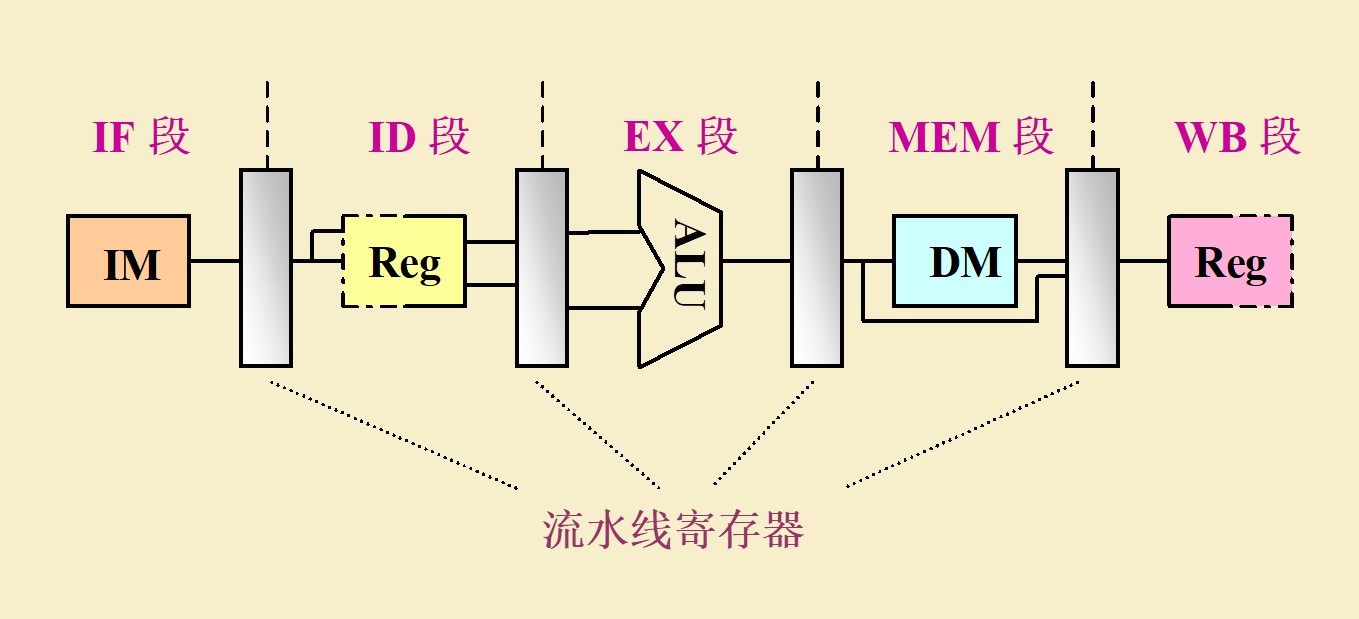 IF 段
ID 段
EX 段
MEM 段
WB 段
IM
Reg
ALU
DM
Reg
流水线寄存器